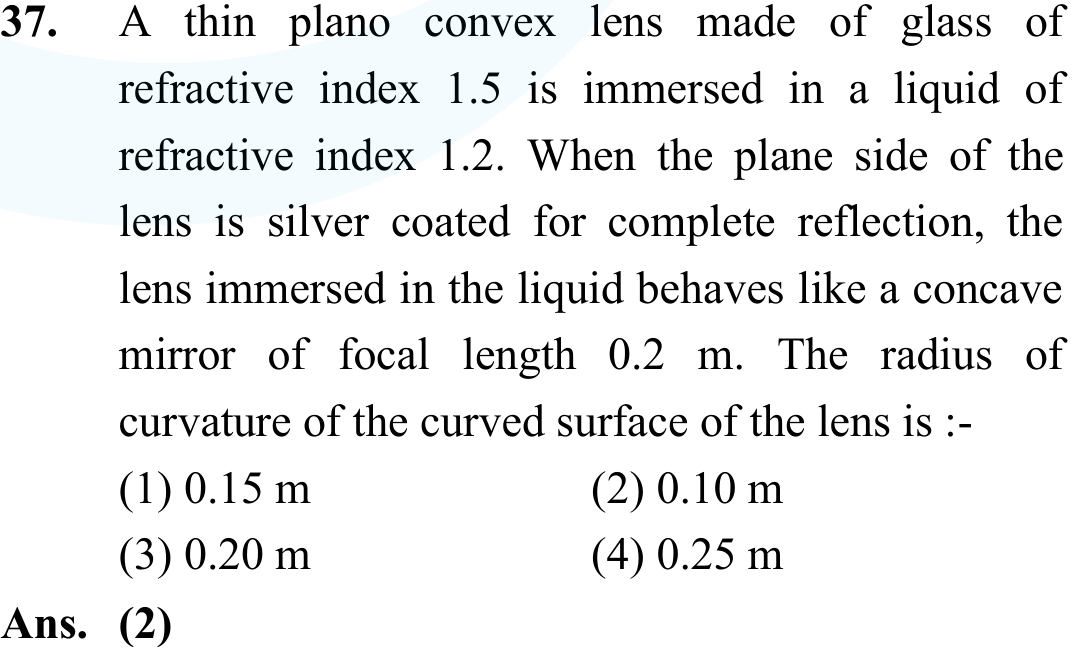 37. A thin plano convex lens made of glass of
refractive index 1.5 is immersed in a liquid of
refractive index 1.2. When the plane side of the
lens is silver coated for complete reflection, the
lens immersed in the liquid behaves like a concave
mirror of focal length 0.2 m. The radius of
curvature of the curved surface of the lens is :-
(1) 0.15 m (2) 0.10 m
(3) 0.20 m (4) 0.25 m
Ans. (2)